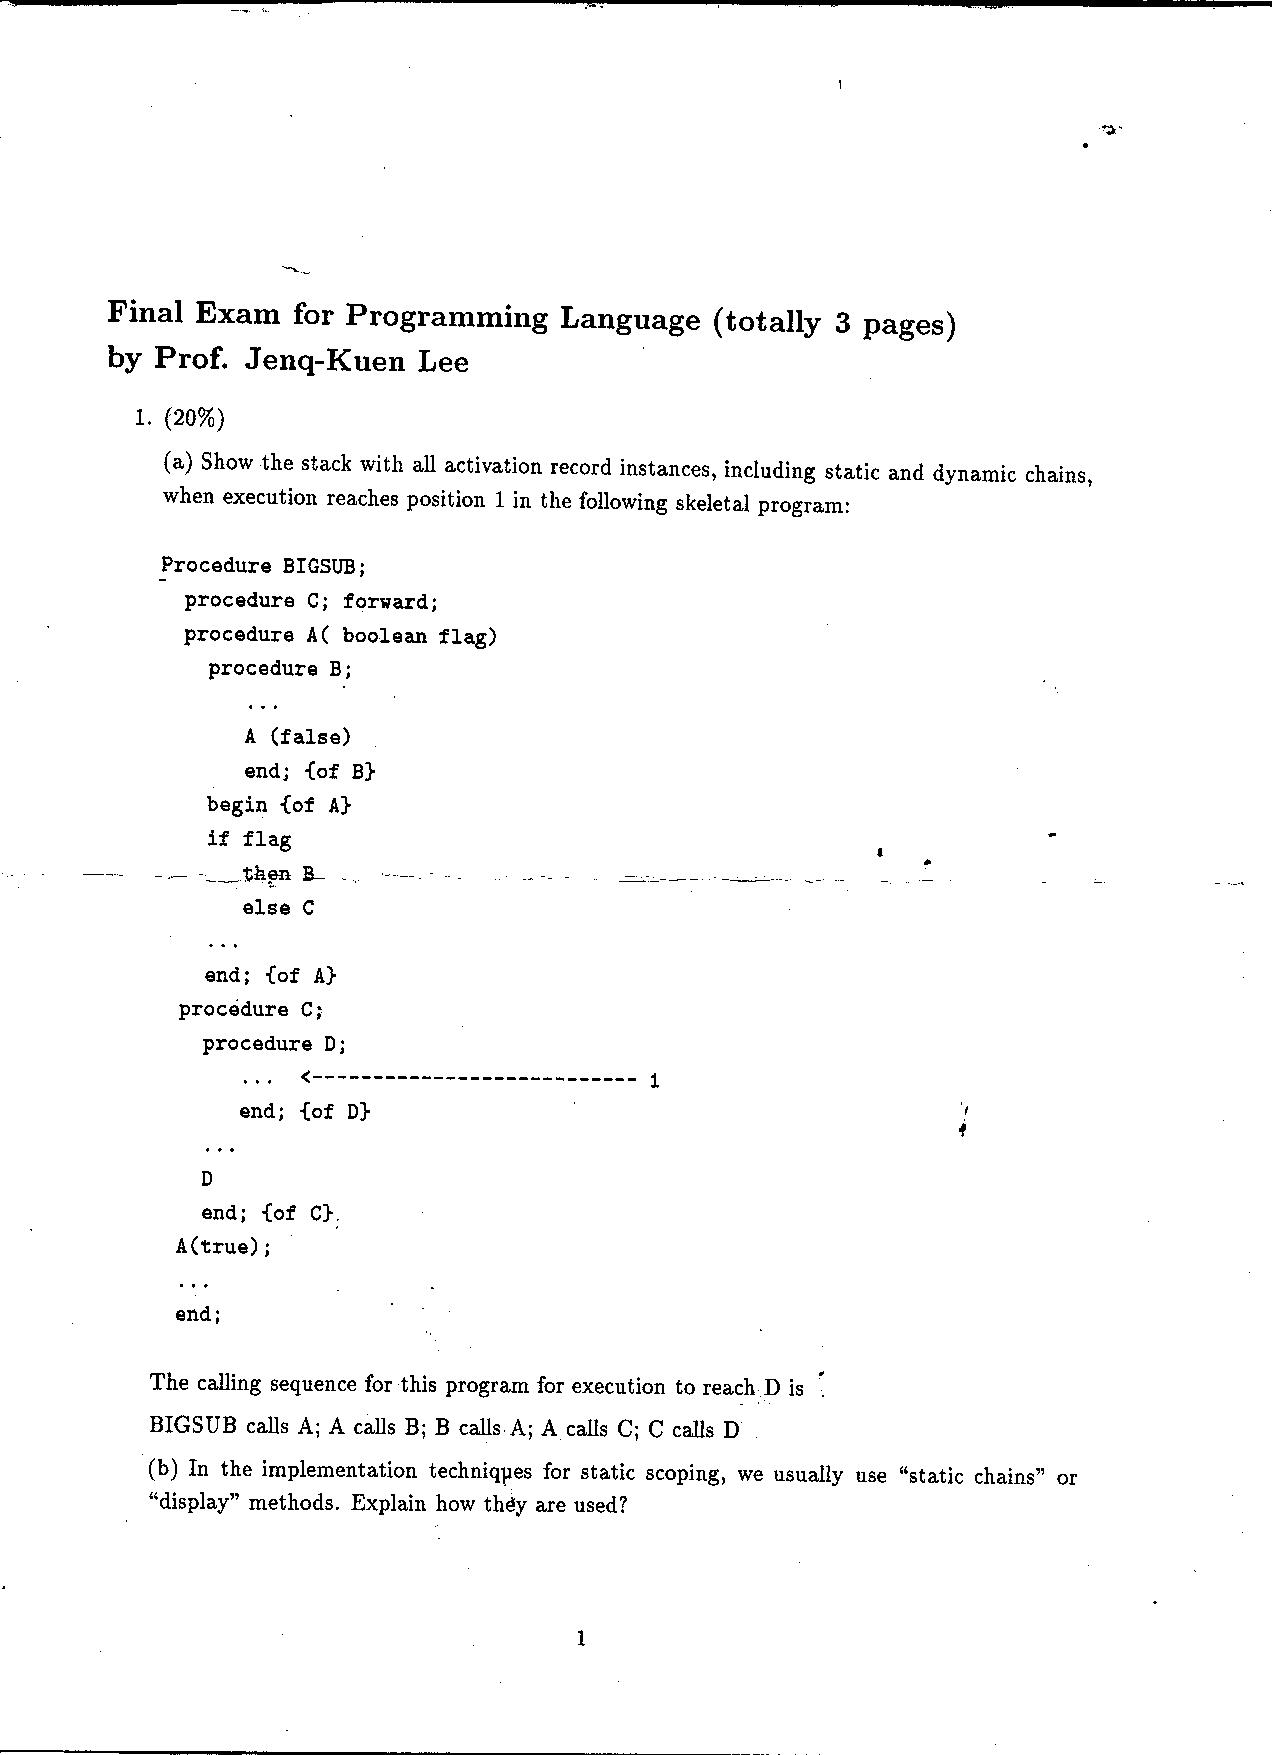 Final Exam for Programming Language (totally 3 pages)
by Prof. Jenq-Kuen Lee
1. (20%)
(a) Show the stack with all activation record instances, including static and dynamic chains,
when execution reaches position 1 in the following skeletal program:
Procedure BIGSUB;
procedure C; forward;
procedure A( boolean flag)
procedure B;
...
A (false)
end; {of B}
begin {of A}
if flag
then B
else C
...
end; {of A}
procedure C;
procedure D;
... <--------------------------- 1
end; {of D}
...
D
end; {of C}
A(true);
...
end;
The calling sequence for this program for execution to reach D is
BIGSUB calls A; A calls B; B calls A; A calls C; C calls D
(b) In the implementation techniques for static scoping, we usually use “static chains” or
“display” methods. Explain how they are used?
1